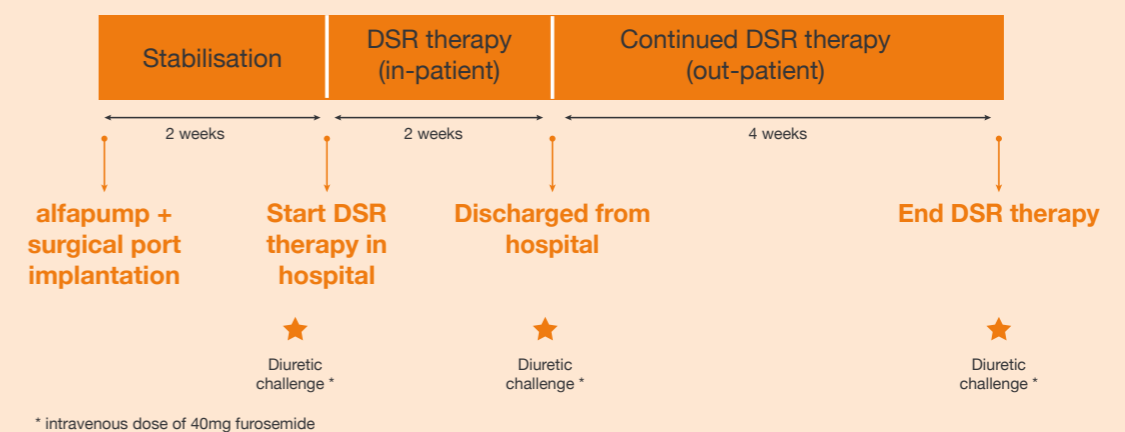 Stabilisation
DSR therapy
(in-patient)
Continued DSR therapy
(out-patient)
2 weeks
2 weeks
4 weeks
alfapump +
surgical port
implantation
Start DSR
therapy in
hospital
Discharged from
hospital
End DSR therapy
Diuretic
challenge *
Diuretic
challenge *
Diuretic
challenge *
* intravenous dose of 40mg furosemide